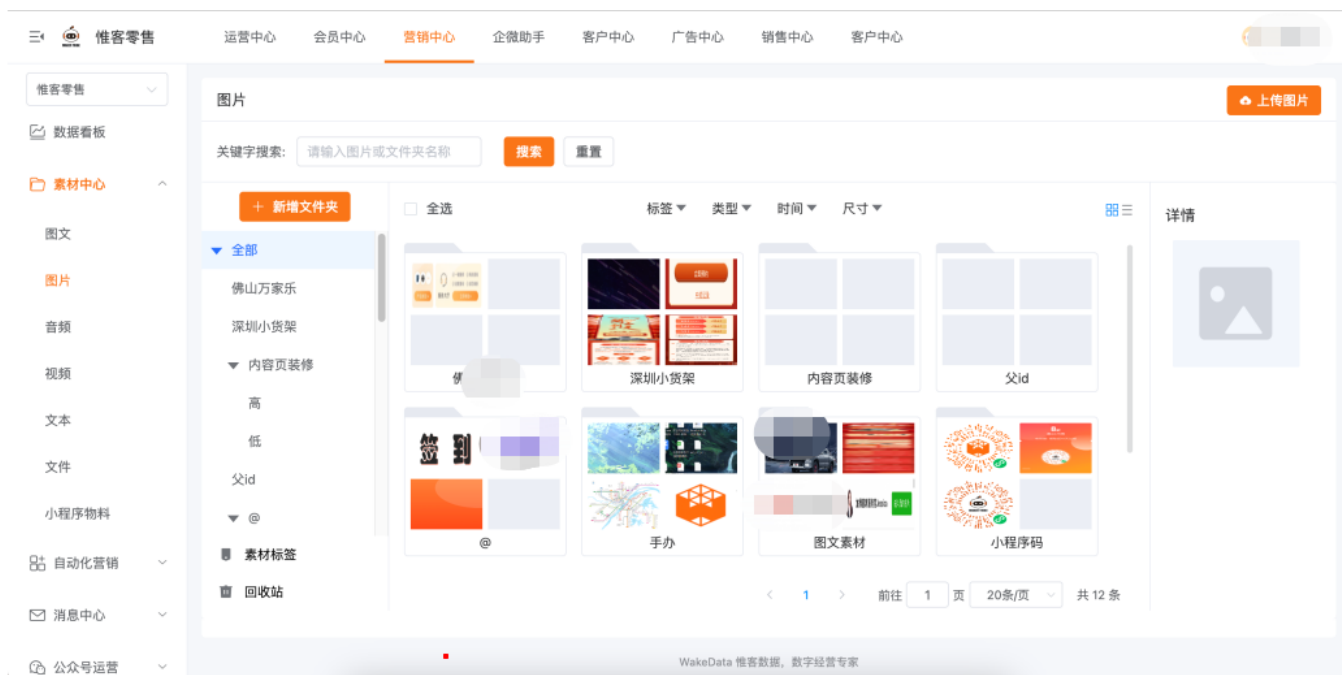 惟客零售
运营中心 会员中心 营销中心 企微助手 客户中心 广告中心 销售中心 客户中心
惟客零售
数据看板
素材中心
图文
图片
音频
视频
文本
文件
小程序物料
自动化营销
消息中心
公众号运营
图片
上传图片
关键字搜索: 请输入图片或文件夹名称 搜索 重置
+ 新增文件夹
全部
佛山万家乐
深圳小货架
内容页装修
高
低
父id
@
素材标签
回收站
全选 标签 类型 时间 尺寸
深圳小货架 内容页装修 父id
签 到
@ 手办 图文素材 小程序码
1 前往 1 页 20条/页 共 12 条
详情
WakeData 惟客数据，数字经营专家